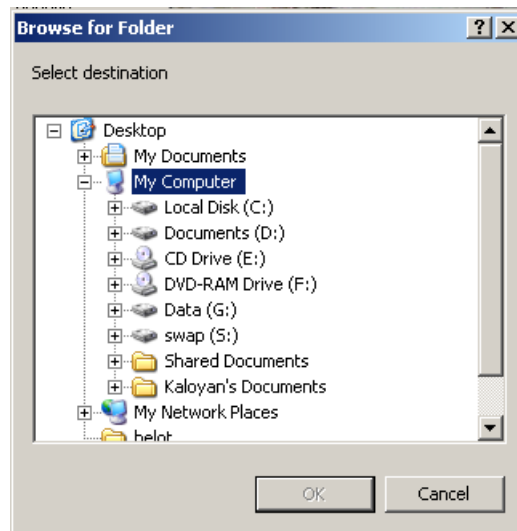 Browse for Folder
Select destination
Desktop
My Documents
My Computer
Local Disk (C:)
Documents (D:)
CD Drive (E:)
DVD-RAM Drive (F:)
Data (G:)
swap (S:)
Shared Documents
Kaloyan's Documents
My Network Places
belot
OK Cancel